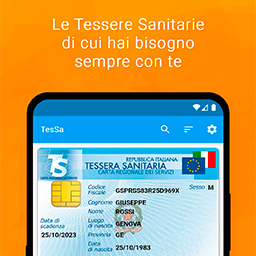 Le Tessere Sanitarie
di cui hai bisogno
sempre con te
TesSa
REPUBBLICA ITALIANA
TS
TESSERA SANITARIA
CARTA REGIONALE DEI SERVIZI
Codice Fiscale GSPRSS83R25D969X Sesso M
Cognome GIUSEPPE
Nome ROSSI
Luogo di nascita GENOVA
Provincia GE
Data di scadenza 25/10/2023
Data di nascita 25/10/1983